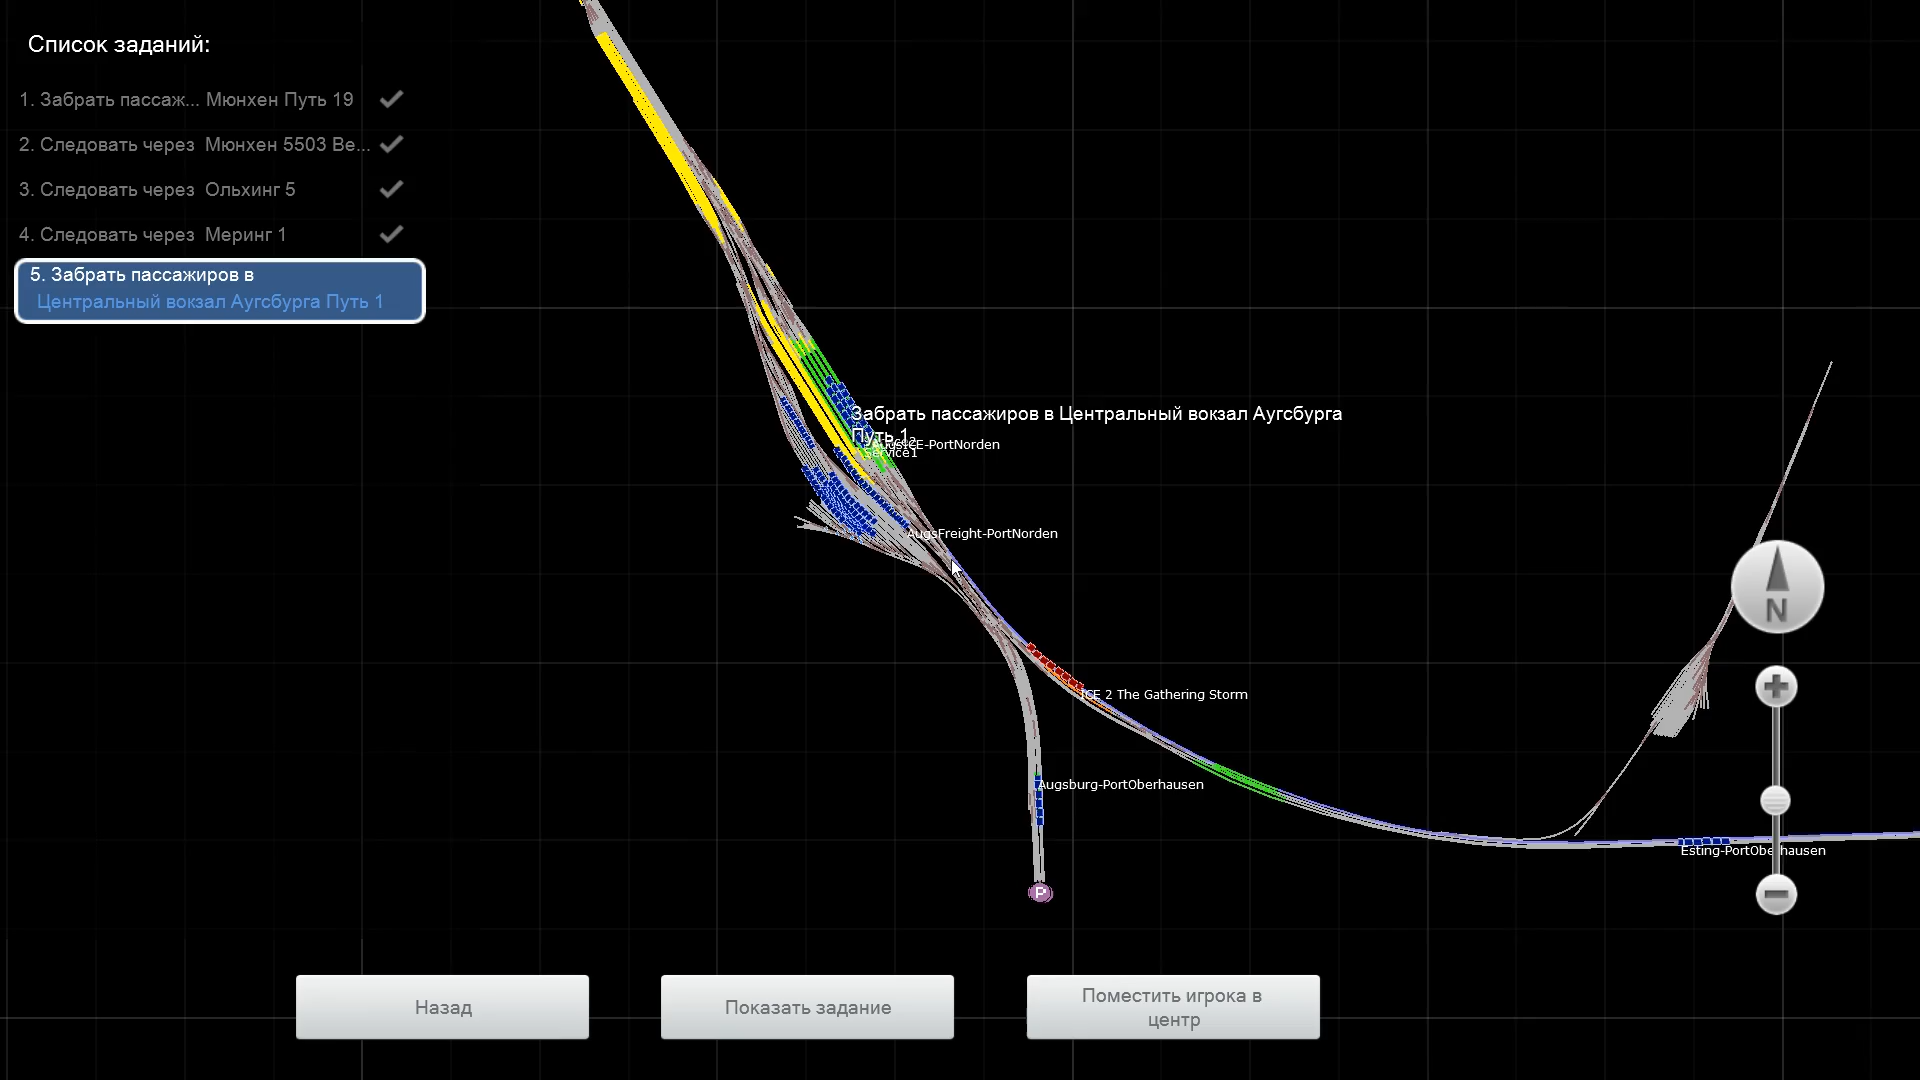 Список заданий:
1. Забрать пассаж... Мюнхен Путь 19
2. Следовать через Мюнхен 5503 Ве...
3. Следовать через Ольхинг 5
4. Следовать через Меринг 1
5. Забрать пассажиров в
Центральный вокзал Аугсбурга Путь 1
Забрать пассажиров в Центральный вокзал Аугсбурга
Путь 1
ICE-PortNorden
Service1
AugsFreight-PortNorden
ICE 2 The Gathering Storm
Augsburg-PortOberhausen
Esting-PortOberhausen
N
P
Назад
Показать задание
Поместить игрока в
центр